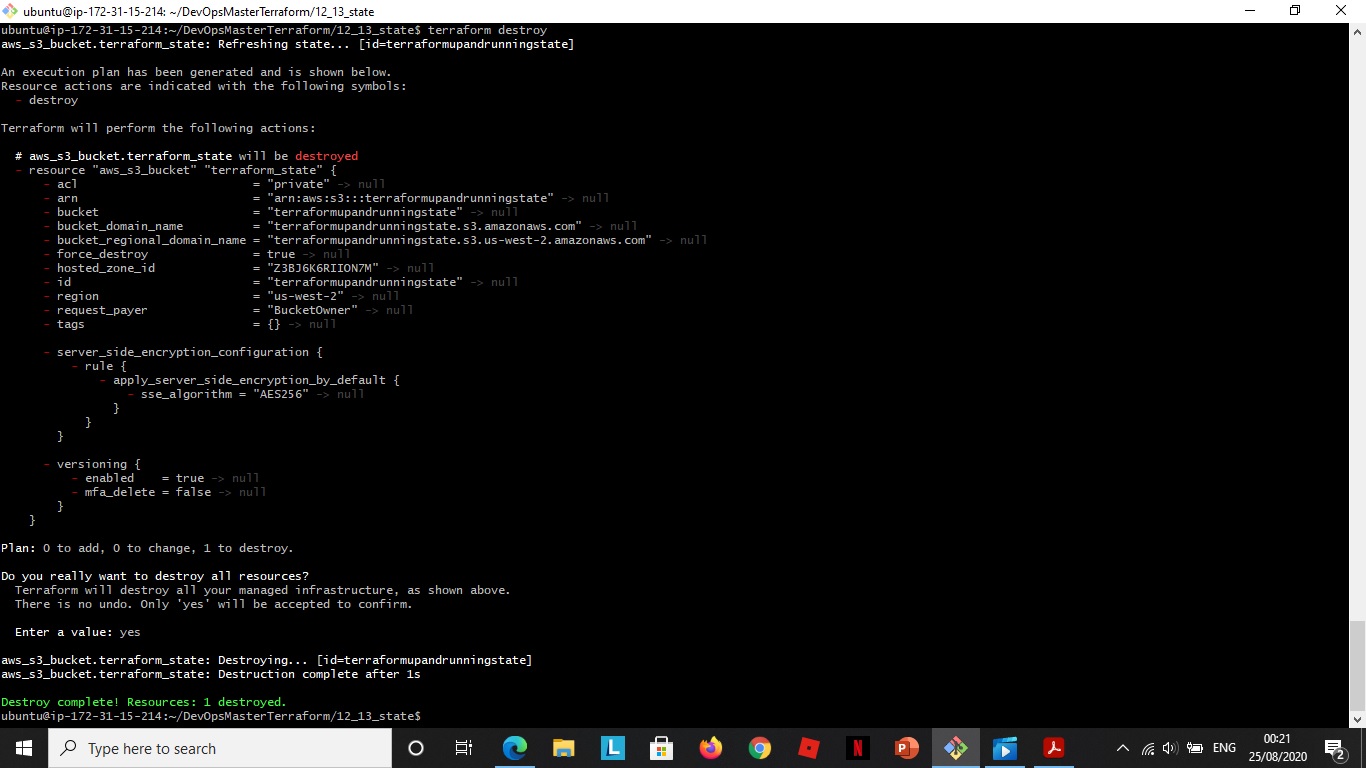 ubuntu@ip-172-31-15-214: ~/DevOpsMasterTerraform/12_13_state
ubuntu@ip-172-31-15-214:~/DevOpsMasterTerraform/12_13_state$ terraform destroy
aws_s3_bucket.terraform_state: Refreshing state... [id=terraformupandrunningstate]
An execution plan has been generated and is shown below.
Resource actions are indicated with the following symbols:
- destroy
Terraform will perform the following actions:
# aws_s3_bucket.terraform_state will be destroyed
- resource "aws_s3_bucket" "terraform_state" {
- acl = "private" -> null
- arn = "arn:aws:s3:::terraformupandrunningstate" -> null
- bucket = "terraformupandrunningstate" -> null
- bucket_domain_name = "terraformupandrunningstate.s3.amazonaws.com" -> null
- bucket_regional_domain_name = "terraformupandrunningstate.s3.us-west-2.amazonaws.com" -> null
- force_destroy = true -> null
- hosted_zone_id = "Z3BJ6K6RIION7M" -> null
- id = "terraformupandrunningstate" -> null
- region = "us-west-2" -> null
- request_payer = "BucketOwner" -> null
- tags = {} -> null
- server_side_encryption_configuration {
- rule {
- apply_server_side_encryption_by_default {
- sse_algorithm = "AES256" -> null
}
}
}
- versioning {
- enabled = true -> null
- mfa_delete = false -> null
}
}
Plan: 0 to add, 0 to change, 1 to destroy.
Do you really want to destroy all resources?
Terraform will destroy all your managed infrastructure, as shown above.
There is no undo. Only 'yes' will be accepted to confirm.
Enter a value: yes
aws_s3_bucket.terraform_state: Destroying... [id=terraformupandrunningstate]
aws_s3_bucket.terraform_state: Destruction complete after 1s
Destroy complete! Resources: 1 destroyed.
ubuntu@ip-172-31-15-214:~/DevOpsMasterTerraform/12_13_state$
Type here to search
L
N
P
ENG
00:21
25/08/2020
2